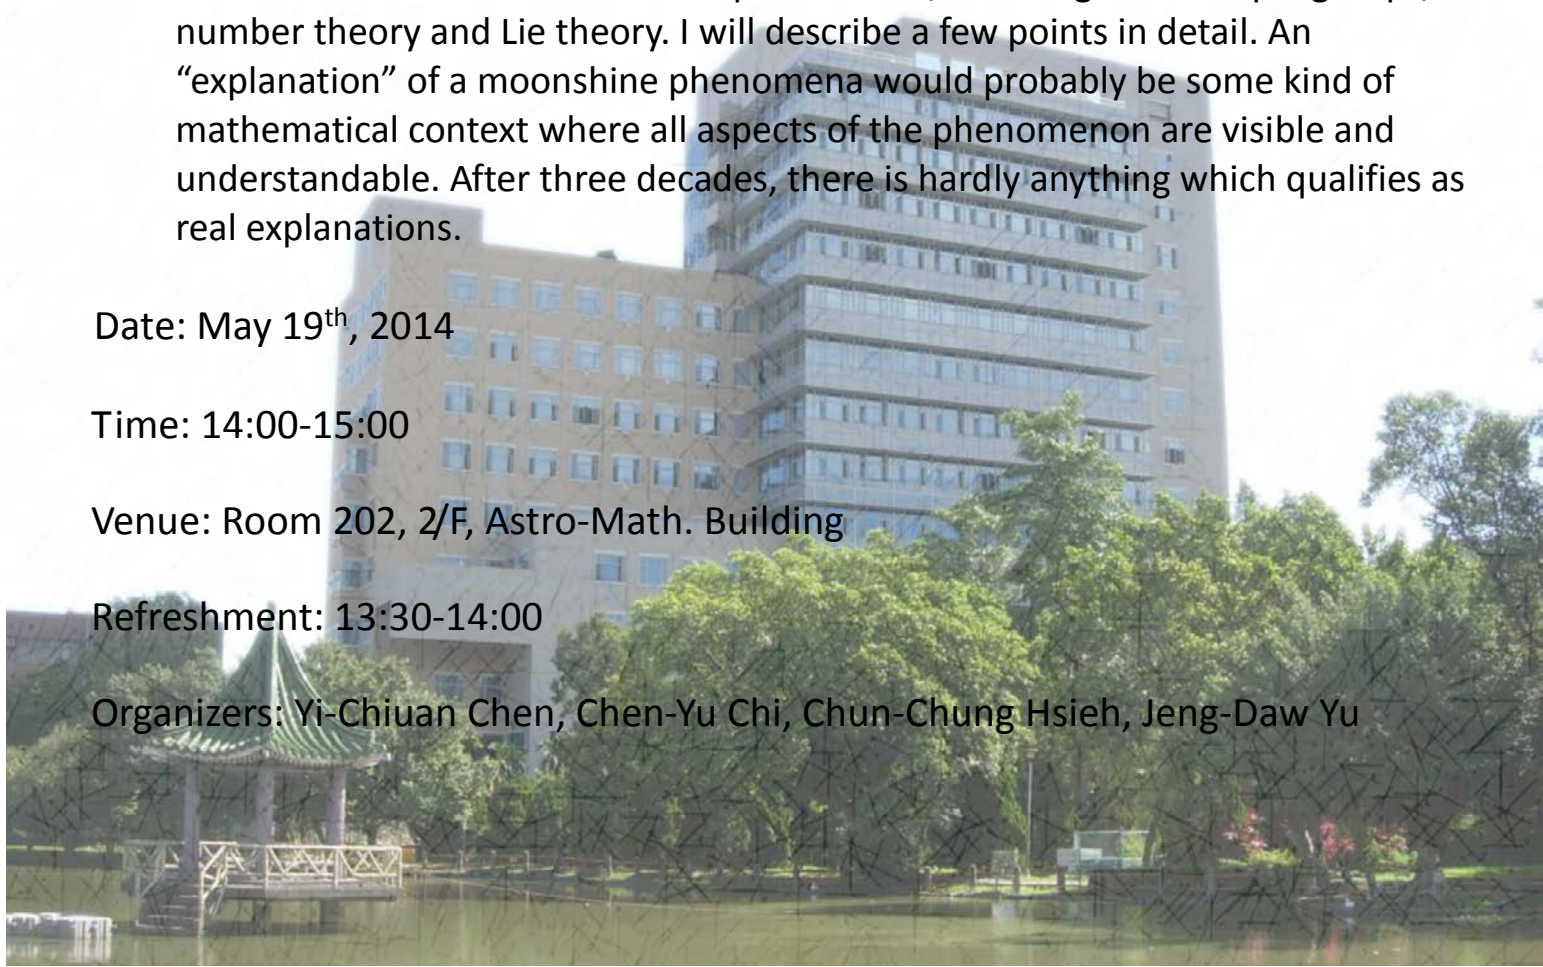 number theory and Lie theory. I will describe a few points in detail. An
“explanation” of a moonshine phenomena would probably be some kind of
mathematical context where all aspects of the phenomenon are visible and
understandable. After three decades, there is hardly anything which qualifies as
real explanations.
Date: May 19th, 2014
Time: 14:00-15:00
Venue: Room 202, 2/F, Astro-Math. Building
Refreshment: 13:30-14:00
Organizers: Yi-Chiuan Chen, Chen-Yu Chi, Chun-Chung Hsieh, Jeng-Daw Yu